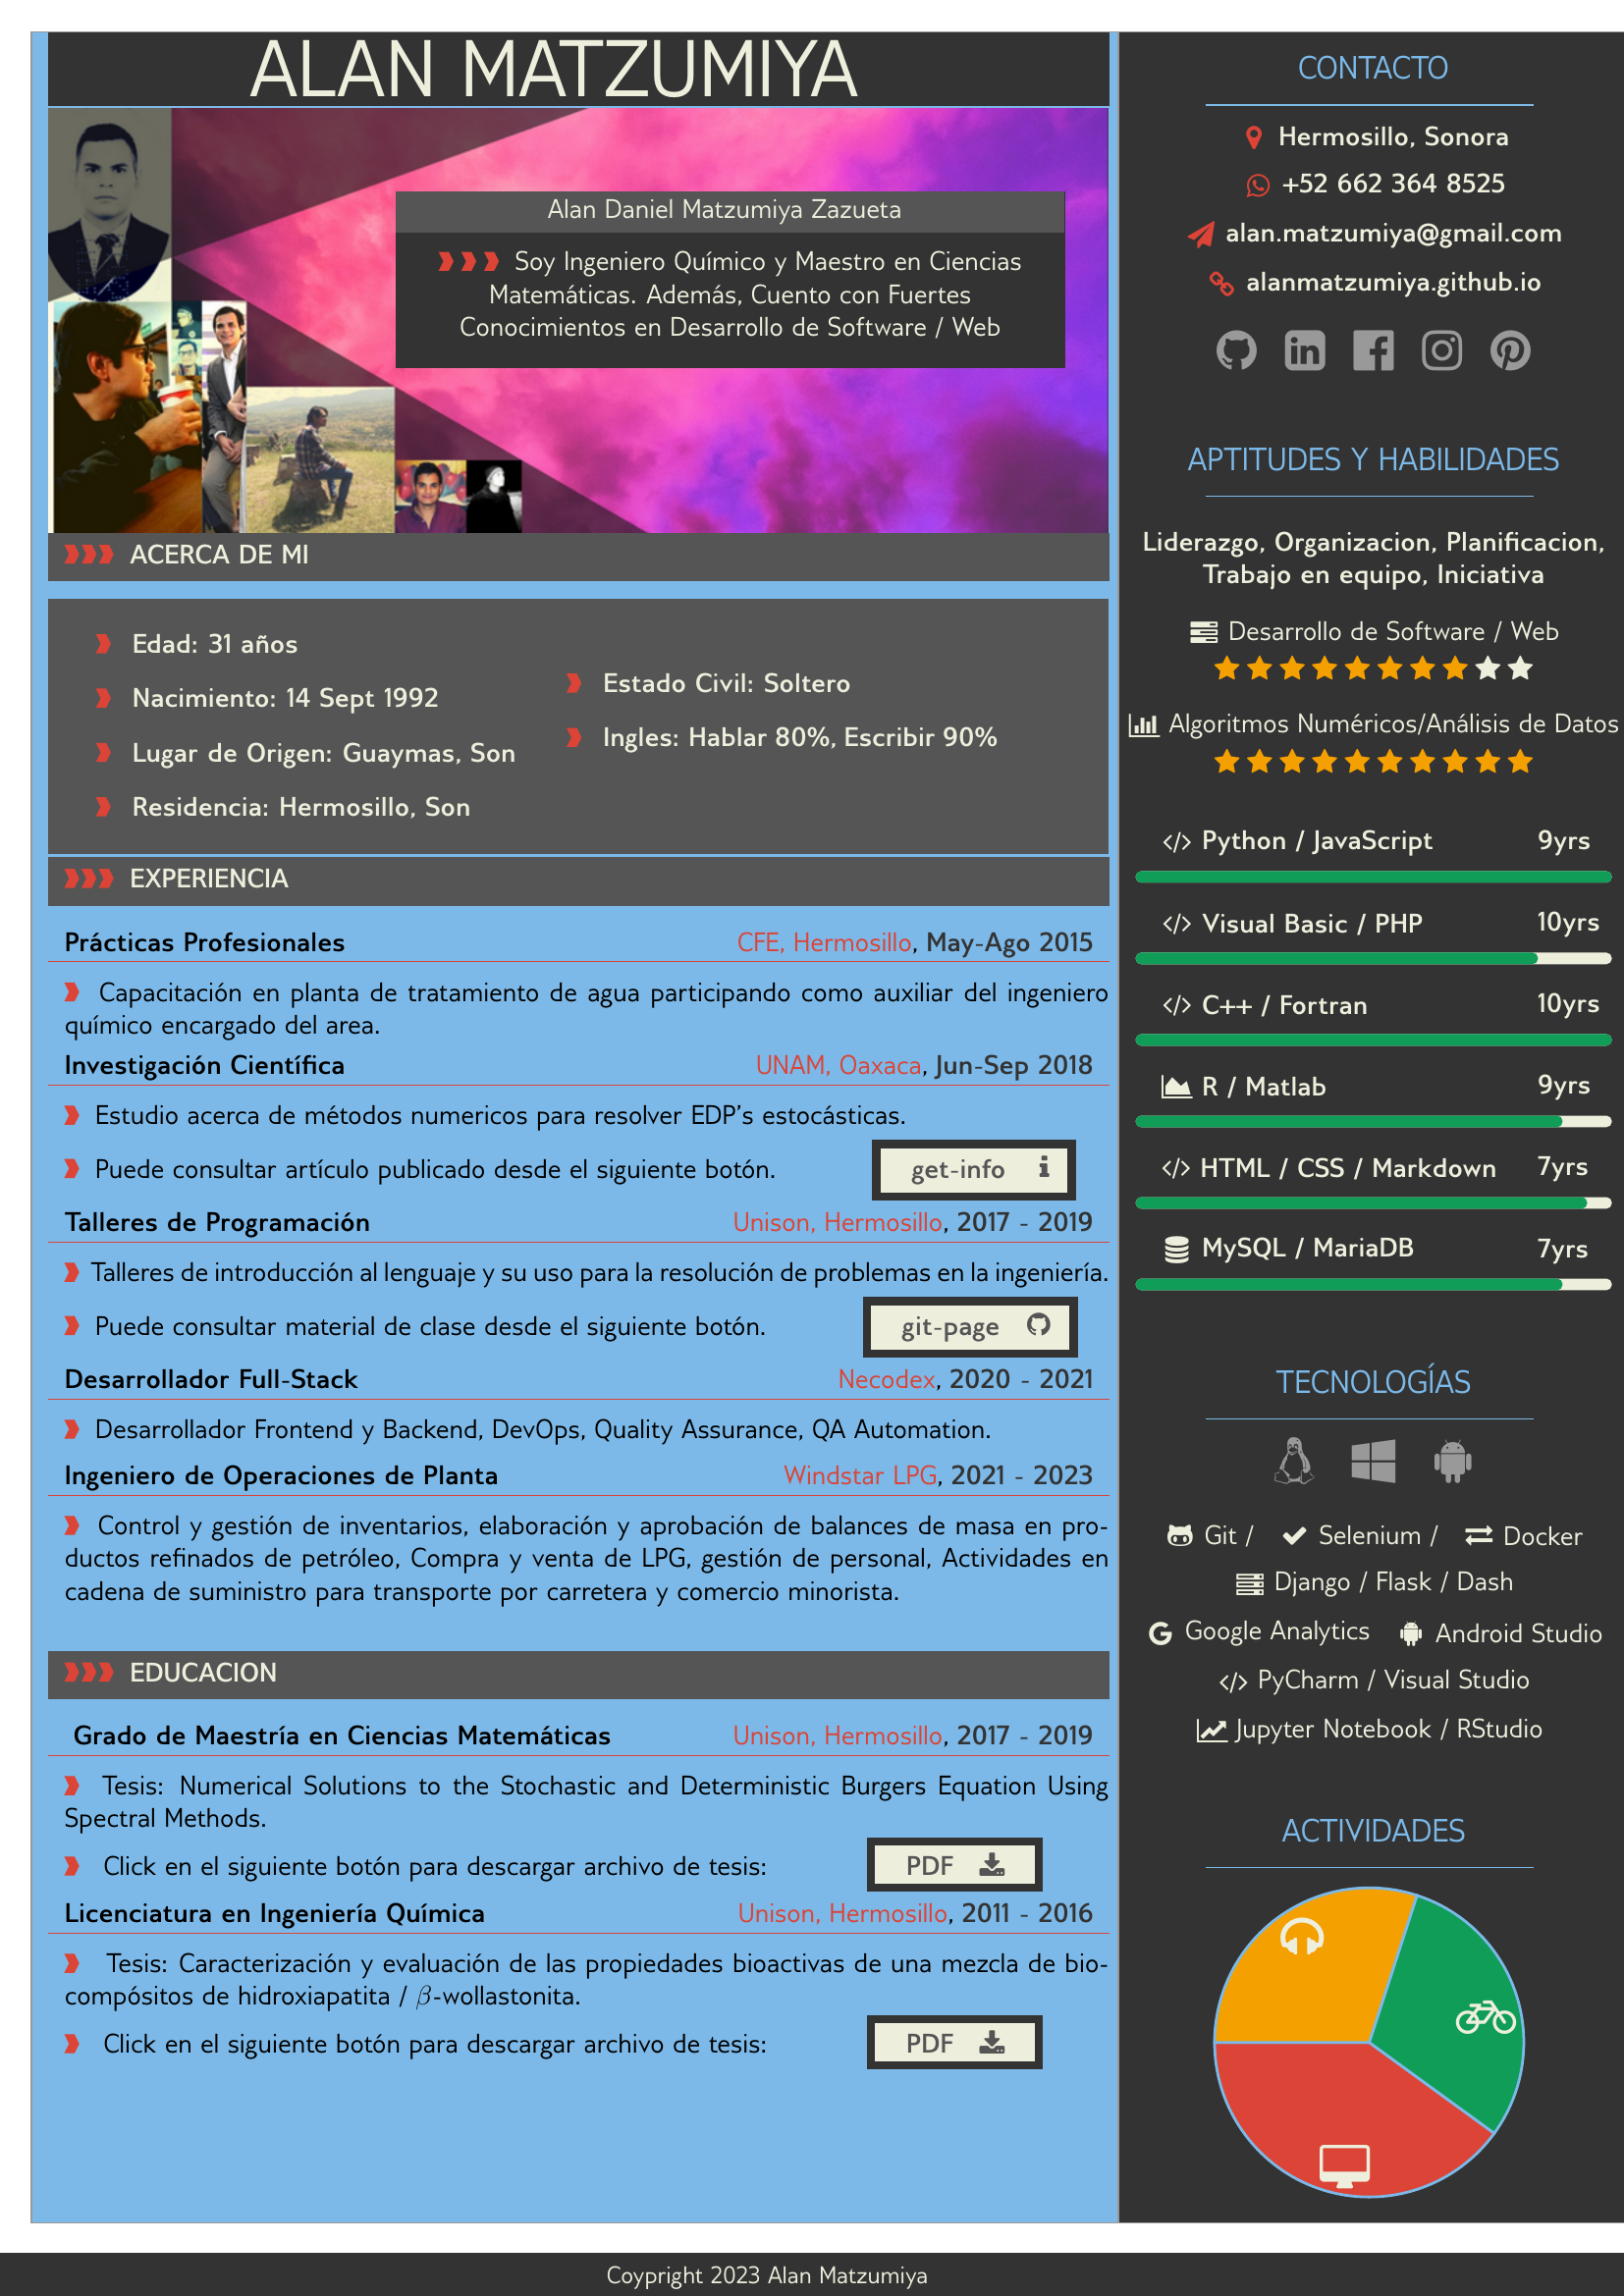 ALAN MATZUMIYA
Alan Daniel Matzumiya Zazueta
Soy Ingeniero Químico y Maestro en Ciencias
Matemáticas. Además, Cuento con Fuertes
Conocimientos en Desarrollo de Software / Web
ACERCA DE MI
Edad: 31 años
Nacimiento: 14 Sept 1992
Lugar de Origen: Guaymas, Son
Residencia: Hermosillo, Son
Estado Civil: Soltero
Ingles: Hablar 80%, Escribir 90%
EXPERIENCIA
Prácticas Profesionales CFE, Hermosillo, May-Ago 2015
Capacitación en planta de tratamiento de agua participando como auxiliar del ingeniero
químico encargado del area.
Investigación Científica UNAM, Oaxaca, Jun-Sep 2018
Estudio acerca de métodos numericos para resolver EDP's estocásticas.
Puede consultar artículo publicado desde el siguiente botón. get-info
Talleres de Programación Unison, Hermosillo, 2017 - 2019
Talleres de introducción al lenguaje y su uso para la resolución de problemas en la ingeniería.
Puede consultar material de clase desde el siguiente botón. git-page
Desarrollador Full-Stack Necodex, 2020 - 2021
Desarrollador Frontend y Backend, DevOps, Quality Assurance, QA Automation.
Ingeniero de Operaciones de Planta Windstar LPG, 2021 - 2023
Control y gestión de inventarios, elaboración y aprobación de balances de masa en pro-
ductos refinados de petróleo, Compra y venta de LPG, gestión de personal, Actividades en
cadena de suministro para transporte por carretera y comercio minorista.
EDUCACION
Grado de Maestría en Ciencias Matemáticas Unison, Hermosillo, 2017 - 2019
Tesis: Numerical Solutions to the Stochastic and Deterministic Burgers Equation Using
Spectral Methods.
Click en el siguiente botón para descargar archivo de tesis: PDF
Licenciatura en Ingeniería Química Unison, Hermosillo, 2011 - 2016
Tesis: Caracterización y evaluación de las propiedades bioactivas de una mezcla de bio-
compósitos de hidroxiapatita / β-wollastonita.
Click en el siguiente botón para descargar archivo de tesis: PDF
CONTACTO
Hermosillo, Sonora
+52 662 364 8525
alan.matzumiya@gmail.com
alanmatzumiya.github.io
APTITUDES Y HABILIDADES
Liderazgo, Organizacion, Planificacion,
Trabajo en equipo, Iniciativa
Desarrollo de Software / Web
Algoritmos Numéricos/Análisis de Datos
Python / JavaScript 9yrs
Visual Basic / PHP 10yrs
C++ / Fortran 10yrs
R / Matlab 9yrs
HTML / CSS / Markdown 7yrs
MySQL / MariaDB 7yrs
TECNOLOGÍAS
Git / Selenium / Docker
Django / Flask / Dash
Google Analytics Android Studio
PyCharm / Visual Studio
Jupyter Notebook / RStudio
ACTIVIDADES
Coypright 2023 Alan Matzumiya